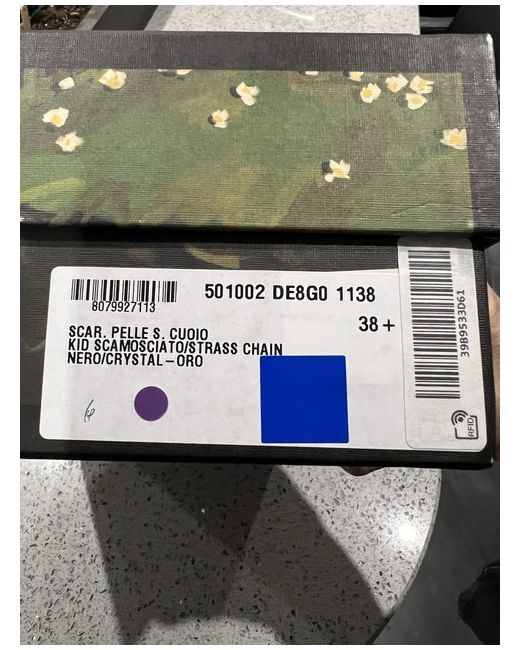 8079927113
501002 DE8G0 1138
38+
SCAR. PELLE S. CUOIO
KID SCAMOSCIATO/STRASS CHAIN
NERO/CRYSTAL-ORO
39B9533D61
RFID